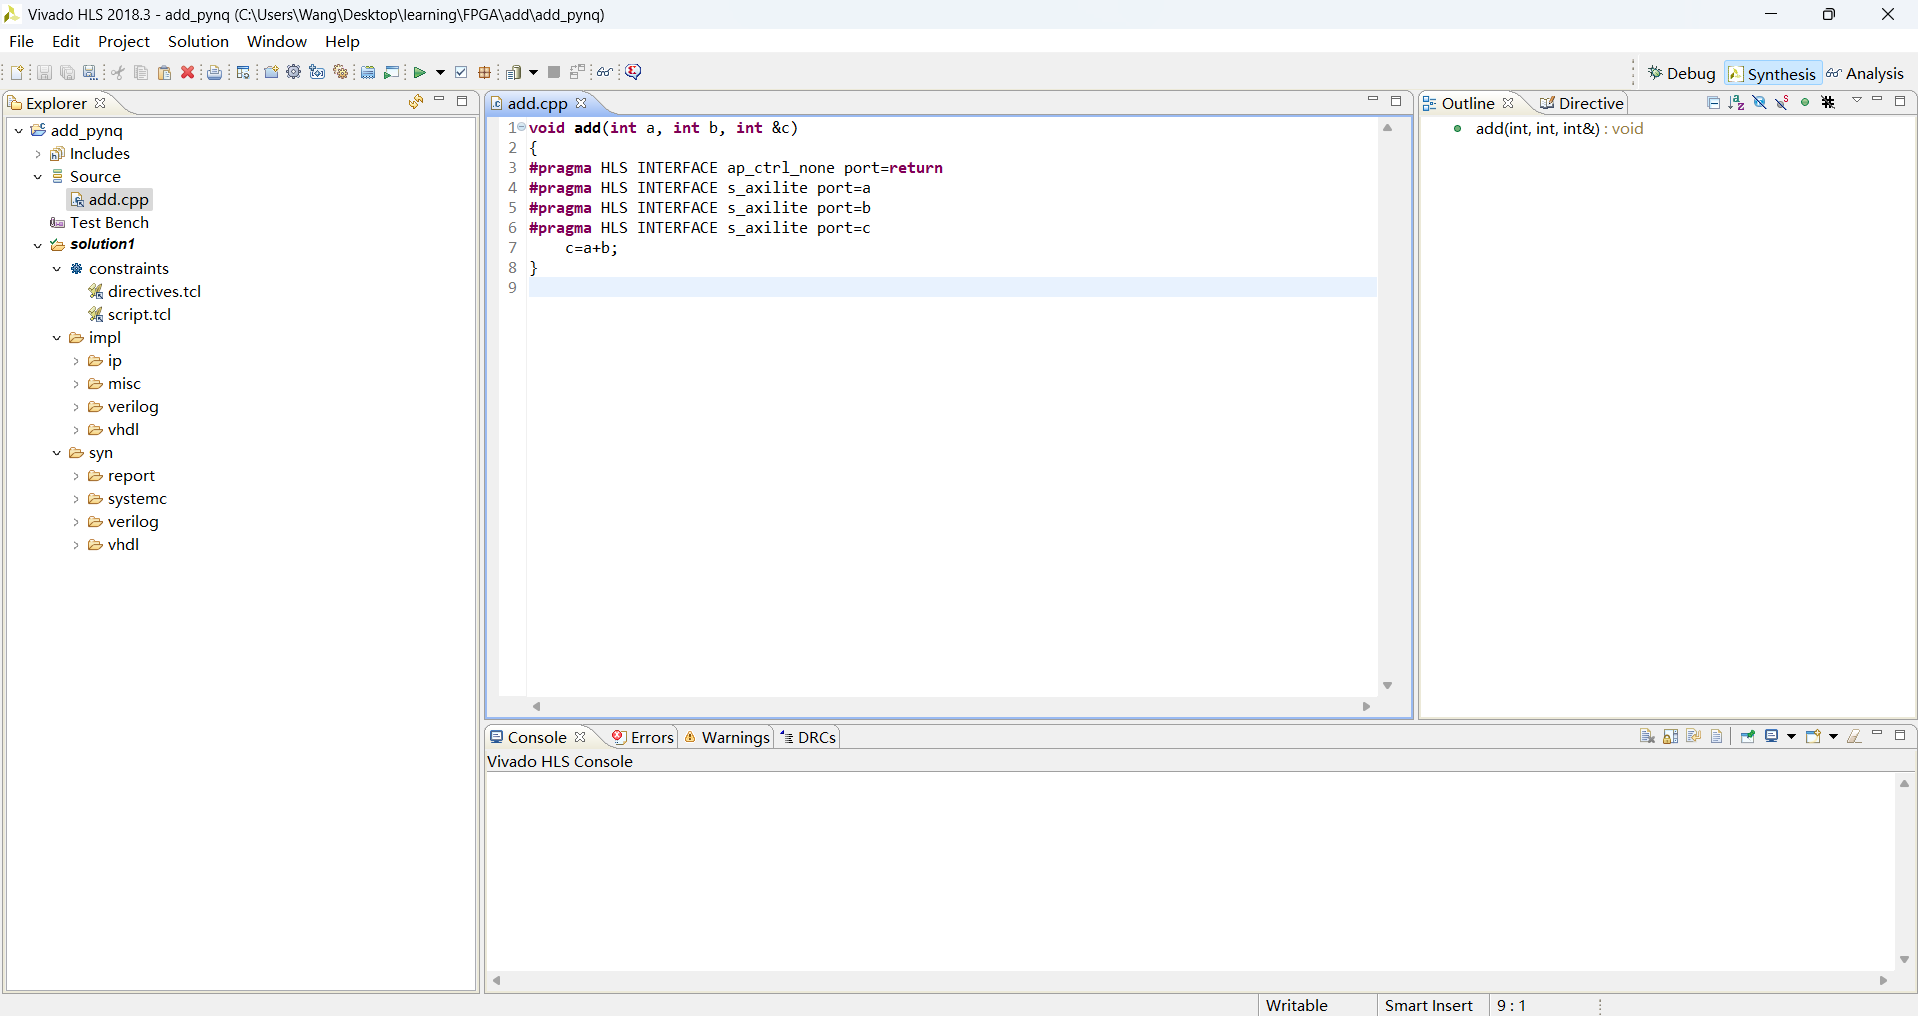 Vivado HLS 2018.3 - add_pynq (C:\Users\Wang\Desktop\learning\FPGA\add\add_pynq)
File Edit Project Solution Window Help
Debug Synthesis Analysis
Explorer
add_pynq
Includes
Source
add.cpp
Test Bench
solution1
constraints
directives.tcl
script.tcl
impl
ip
misc
verilog
vhdl
syn
report
systemc
verilog
vhdl
add.cpp
1 void add(int a, int b, int &c)
2 {
3 #pragma HLS INTERFACE ap_ctrl_none port=return
4 #pragma HLS INTERFACE s_axilite port=a
5 #pragma HLS INTERFACE s_axilite port=b
6 #pragma HLS INTERFACE s_axilite port=c
7     c=a+b;
8 }
9
Outline Directive
add(int, int, int&) : void
Console Errors Warnings DRCs
Vivado HLS Console
Writable Smart Insert 9 : 1